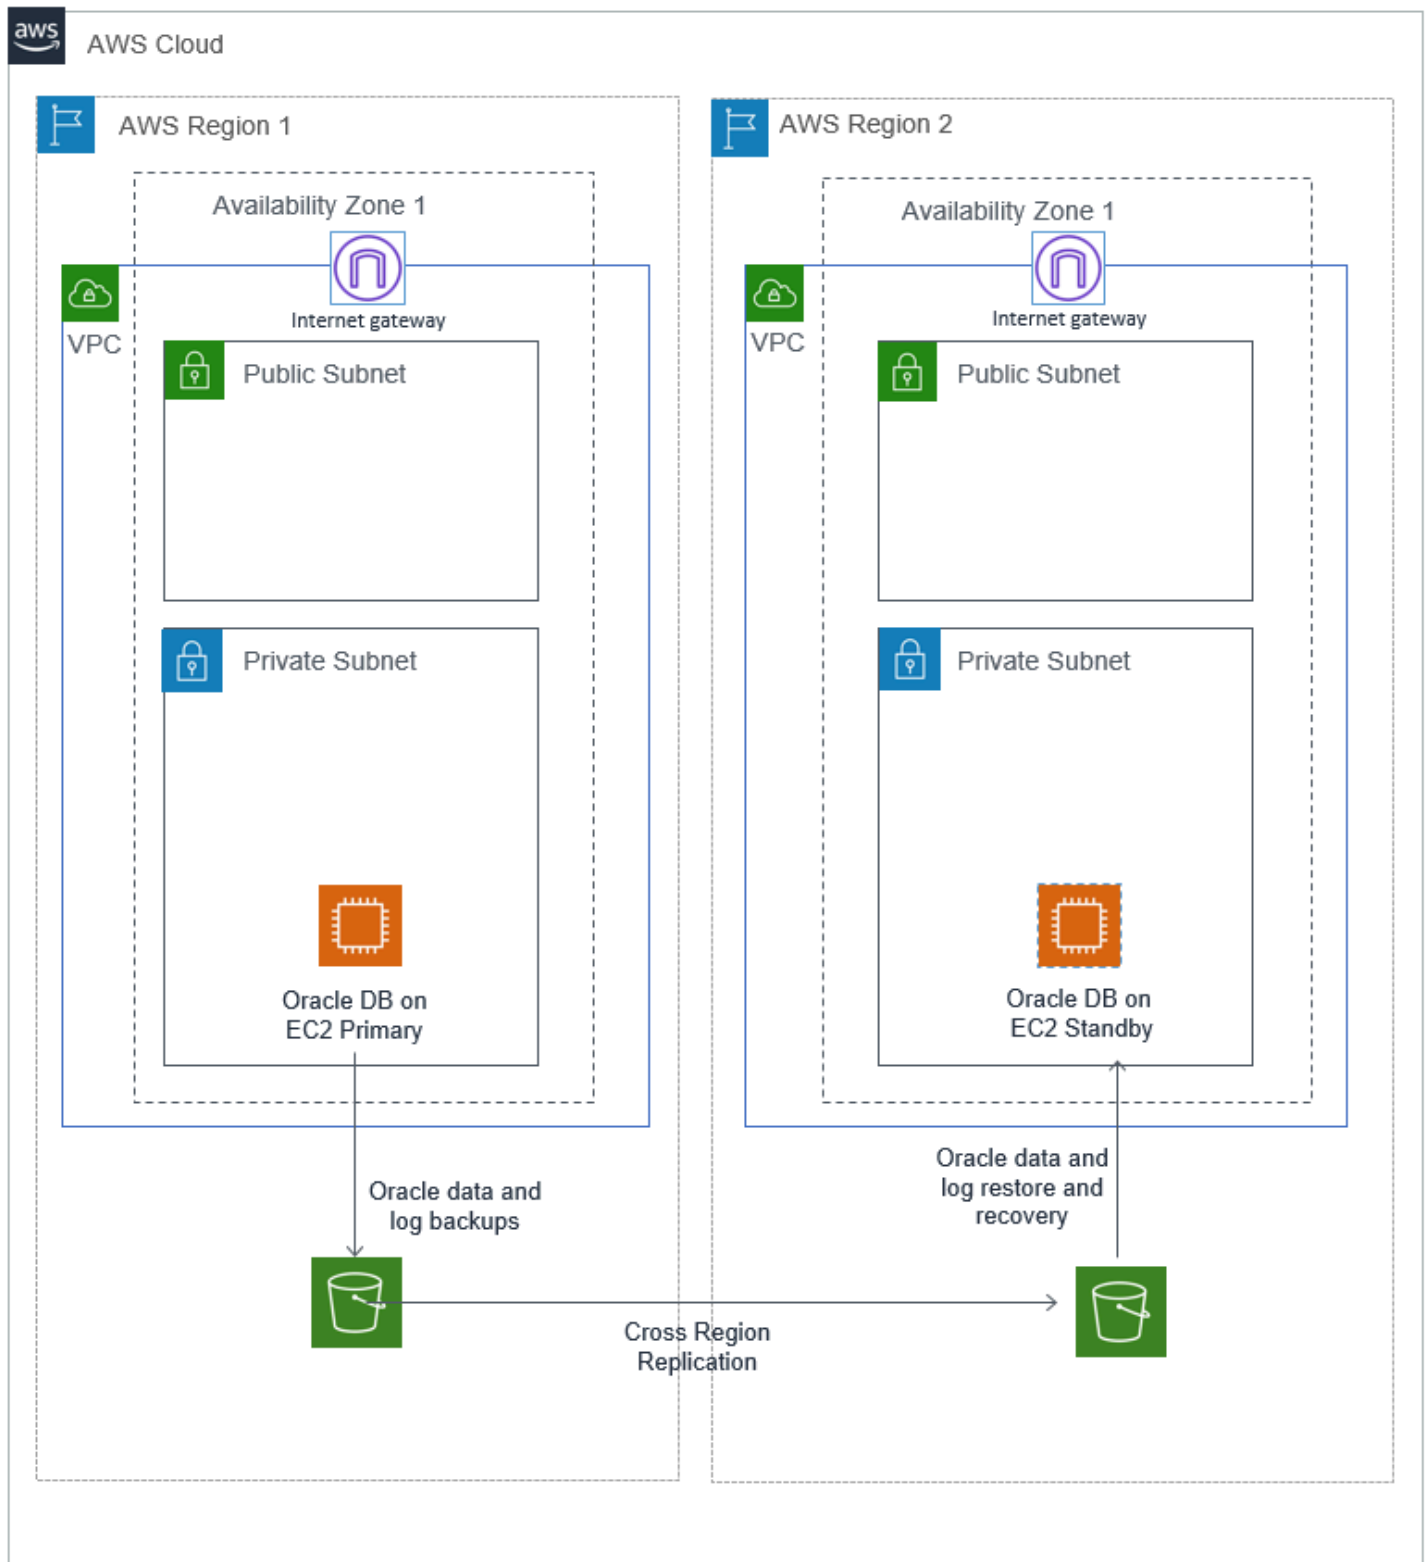 aws
AWS Cloud
AWS Region 1
AWS Region 2
Availability Zone 1
Availability Zone 1
Internet gateway
Internet gateway
VPC
VPC
Public Subnet
Public Subnet
Private Subnet
Private Subnet
Oracle DB on
EC2 Primary
Oracle DB on
EC2 Standby
Oracle data and
log backups
Oracle data and
log restore and
recovery
Cross Region
Replication